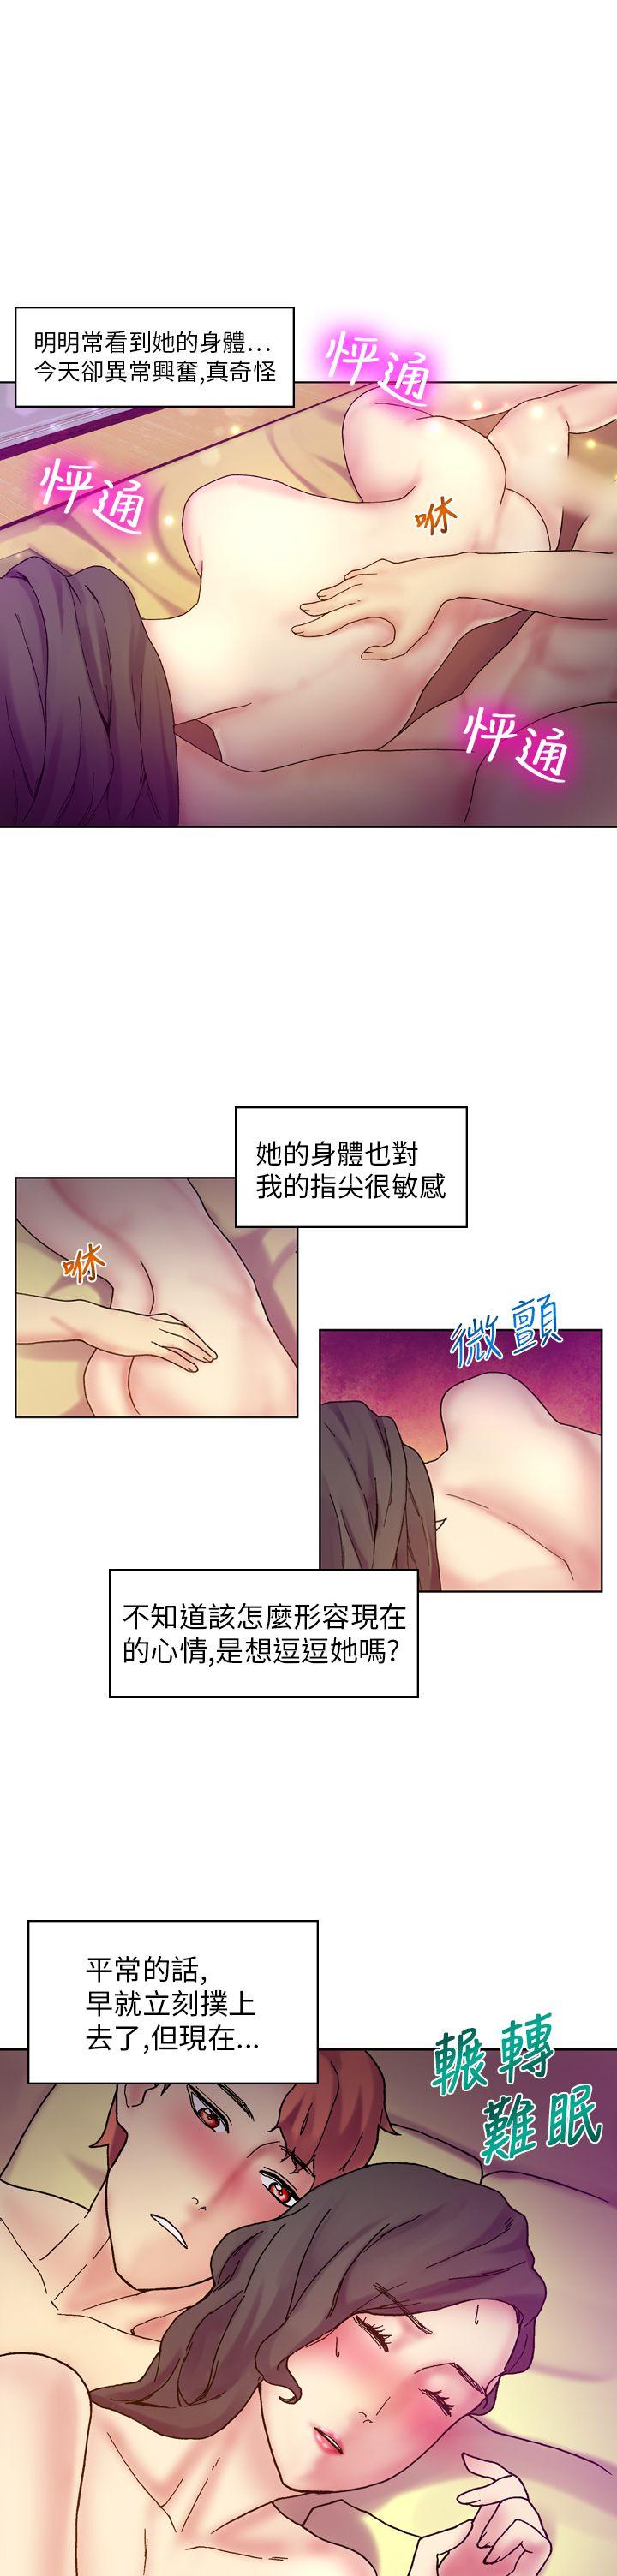 明明常看到她的身體...
今天卻異常興奮,真奇怪
怦通
怦通
咻
怦通
她的身體也對
我的指尖很敏感
咻
微顫
不知道該怎麼形容現在
的心情,是想逗逗她嗎?
平常的話,
早就立刻撲上
去了,但現在...
輾轉
難眠